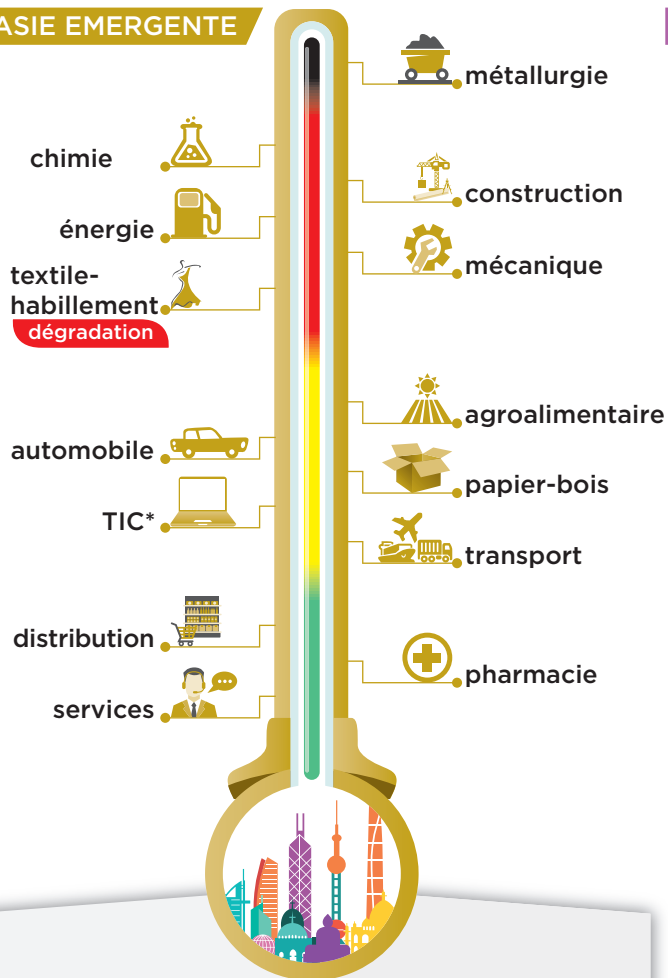 ASIE EMERGENTE
métallurgie
chimie
construction
énergie
mécanique
textile-
habillement
dégradation
agroalimentaire
automobile
papier-bois
TIC*
transport
distribution
pharmacie
services